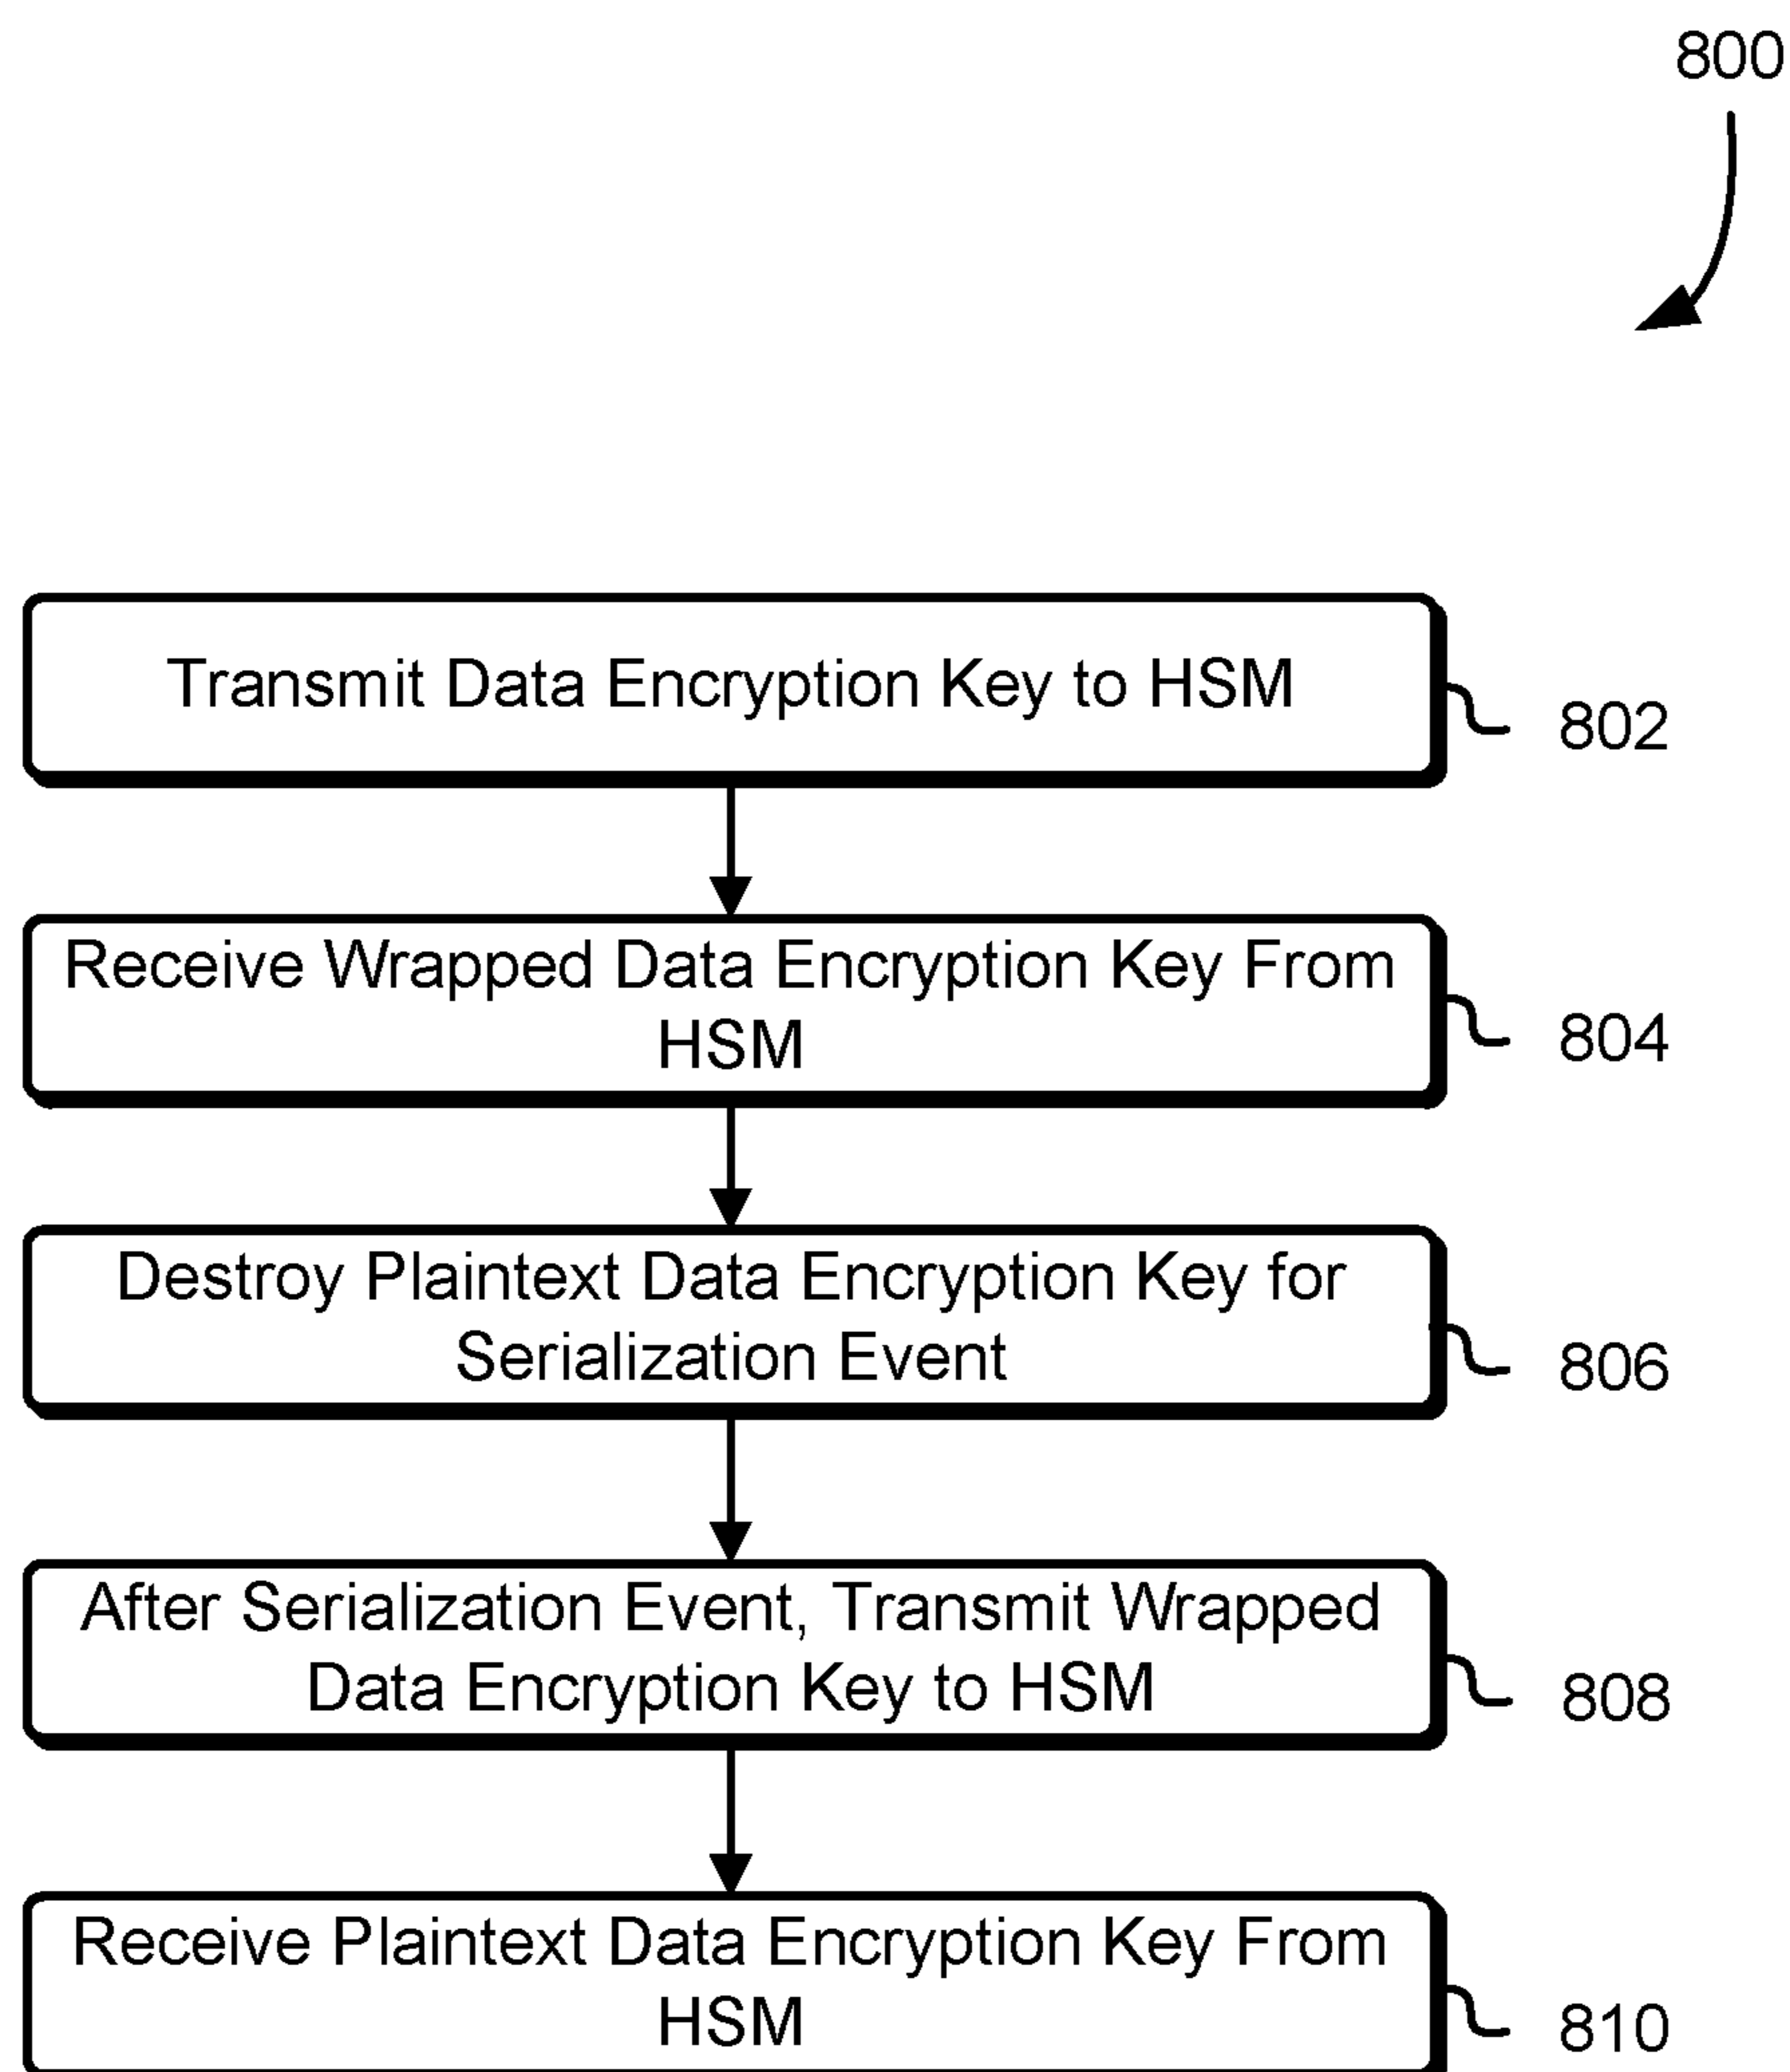 800
Transmit Data Encryption Key to HSM
802
Receive Wrapped Data Encryption Key From
HSM
804
Destroy Plaintext Data Encryption Key for
Serialization Event
806
After Serialization Event, Transmit Wrapped
Data Encryption Key to HSM
808
Receive Plaintext Data Encryption Key From
HSM
810